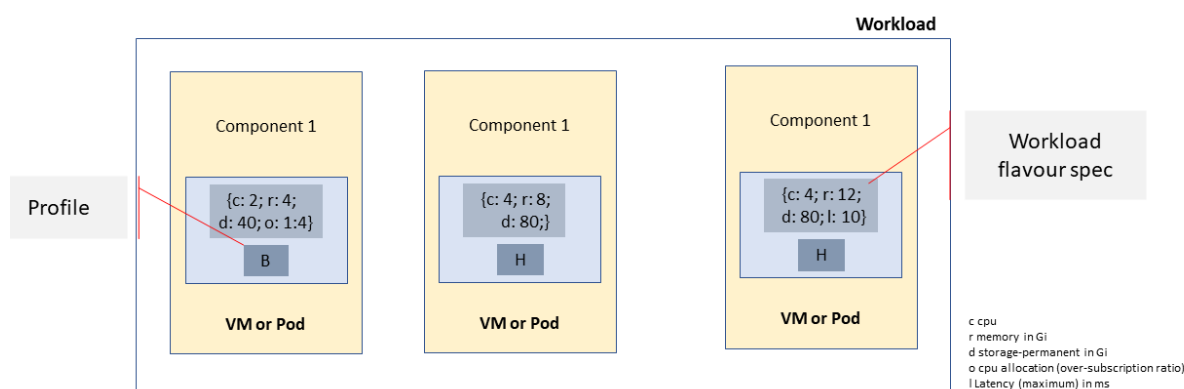 Workload
Component 1
Component 1
Component 1
Profile
{c: 2; r: 4;
d: 40; o: 1:4}
B
{c: 4; r: 8;
d: 80;}
H
{c: 4; r: 12;
d: 80; l: 10}
H
Workload
flavour spec
VM or Pod
VM or Pod
VM or Pod
c cpu
r memory in Gi
d storage-permanent in Gi
o cpu allocation (over-subscription ratio)
l Latency (maximum) in ms